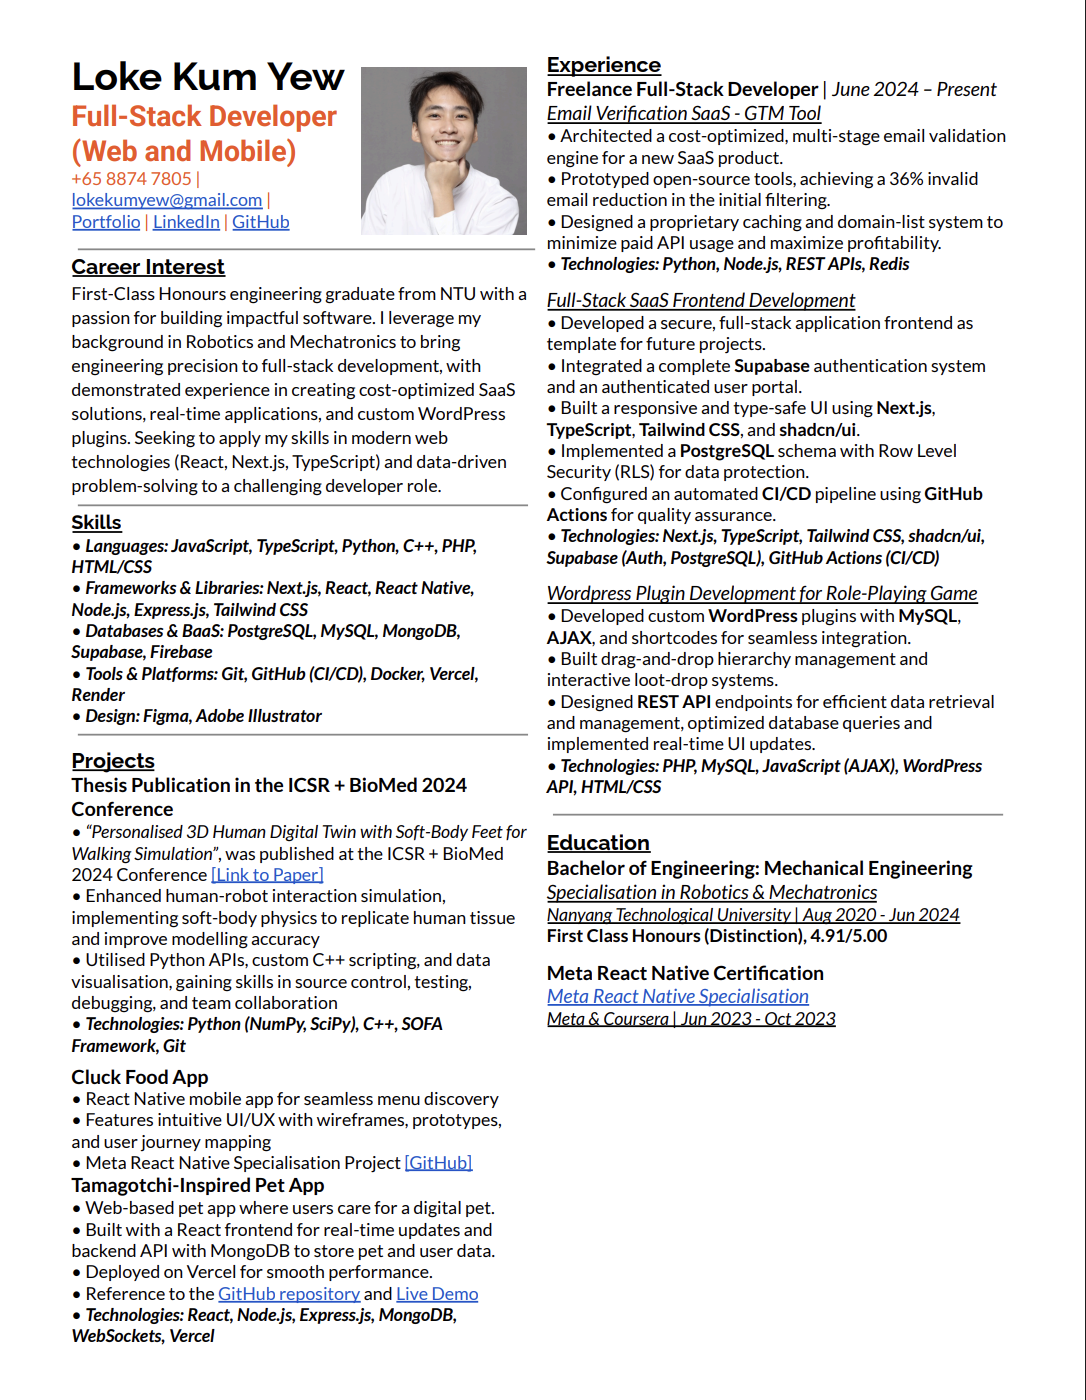 Loke Kum Yew
Full-Stack Developer
(Web and Mobile)
+65 8874 7805 |
lokekumyew@gmail.com |
Portfolio | LinkedIn | GitHub
Career Interest
First-Class Honours engineering graduate from NTU with a
passion for building impactful software. I leverage my
background in Robotics and Mechatronics to bring
engineering precision to full-stack development, with
demonstrated experience in creating cost-optimized SaaS
solutions, real-time applications, and custom WordPress
plugins. Seeking to apply my skills in modern web
technologies (React, Next.js, TypeScript) and data-driven
problem-solving to a challenging developer role.
Skills
• Languages: JavaScript, TypeScript, Python, C++, PHP,
HTML/CSS
• Frameworks & Libraries: Next.js, React, React Native,
Node.js, Express.js, Tailwind CSS
• Databases & BaaS: PostgreSQL, MySQL, MongoDB,
Supabase, Firebase
• Tools & Platforms: Git, GitHub (CI/CD), Docker, Vercel,
Render
• Design: Figma, Adobe Illustrator
Projects
Thesis Publication in the ICSR + BioMed 2024
Conference
• “Personalised 3D Human Digital Twin with Soft-Body Feet for
Walking Simulation”, was published at the ICSR + BioMed
2024 Conference [Link to Paper]
• Enhanced human-robot interaction simulation,
implementing soft-body physics to replicate human tissue
and improve modelling accuracy
• Utilised Python APIs, custom C++ scripting, and data
visualisation, gaining skills in source control, testing,
debugging, and team collaboration
• Technologies: Python (NumPy, SciPy), C++, SOFA
Framework, Git
Cluck Food App
• React Native mobile app for seamless menu discovery
• Features intuitive UI/UX with wireframes, prototypes,
and user journey mapping
• Meta React Native Specialisation Project [GitHub]
Tamagotchi-Inspired Pet App
• Web-based pet app where users care for a digital pet.
• Built with a React frontend for real-time updates and
backend API with MongoDB to store pet and user data.
• Deployed on Vercel for smooth performance.
• Reference to the GitHub repository and Live Demo
• Technologies: React, Node.js, Express.js, MongoDB,
WebSockets, Vercel
Experience
Freelance Full-Stack Developer | June 2024 – Present
Email Verification SaaS - GTM Tool
• Architected a cost-optimized, multi-stage email validation
engine for a new SaaS product.
• Prototyped open-source tools, achieving a 36% invalid
email reduction in the initial filtering.
• Designed a proprietary caching and domain-list system to
minimize paid API usage and maximize profitability.
• Technologies: Python, Node.js, REST APIs, Redis
Full-Stack SaaS Frontend Development
• Developed a secure, full-stack application frontend as
template for future projects.
• Integrated a complete Supabase authentication system
and an authenticated user portal.
• Built a responsive and type-safe UI using Next.js,
TypeScript, Tailwind CSS, and shadcn/ui.
• Implemented a PostgreSQL schema with Row Level
Security (RLS) for data protection.
• Configured an automated CI/CD pipeline using GitHub
Actions for quality assurance.
• Technologies: Next.js, TypeScript, Tailwind CSS, shadcn/ui,
Supabase (Auth, PostgreSQL), GitHub Actions (CI/CD)
Wordpress Plugin Development for Role-Playing Game
• Developed custom WordPress plugins with MySQL,
AJAX, and shortcodes for seamless integration.
• Built drag-and-drop hierarchy management and
interactive loot-drop systems.
• Designed REST API endpoints for efficient data retrieval
and management, optimized database queries and
implemented real-time UI updates.
• Technologies: PHP, MySQL, JavaScript (AJAX), WordPress
API, HTML/CSS
Education
Bachelor of Engineering: Mechanical Engineering
Specialisation in Robotics & Mechatronics
Nanyang Technological University | Aug 2020 - Jun 2024
First Class Honours (Distinction), 4.91/5.00
Meta React Native Certification
Meta React Native Specialisation
Meta & Coursera | Jun 2023 - Oct 2023